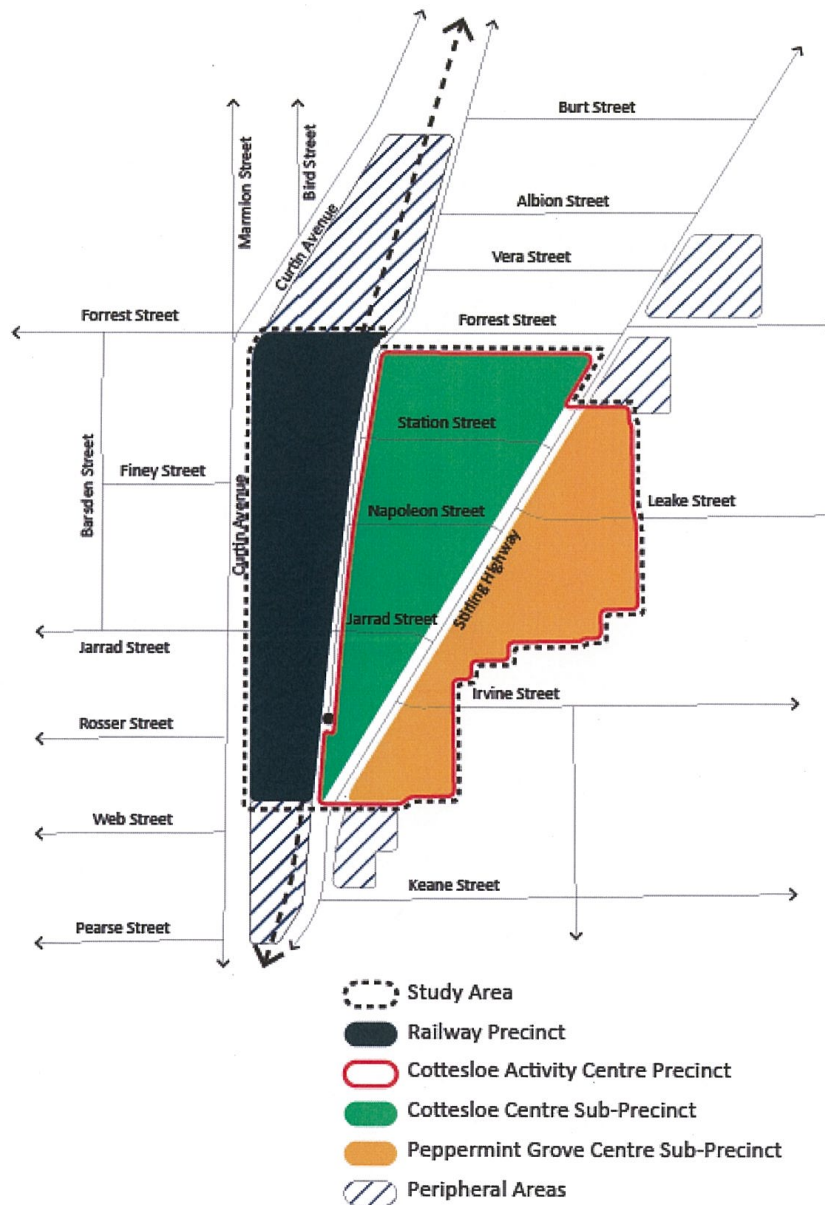 Burt Street
Marmion Street
Bird Street
Albion Street
Curtin Avenue
Vera Street
Forrest Street
Forrest Street
Station Street
Barsden Street
Finey Street
Curtin Avenue
Napoleon Street
Leake Street
Stirling Highway
Jarrad Street
Jarrad Street
Irvine Street
Rosser Street
Web Street
Keane Street
Pearse Street
Study Area
Railway Precinct
Cottesloe Activity Centre Precinct
Cottesloe Centre Sub-Precinct
Peppermint Grove Centre Sub-Precinct
Peripheral Areas